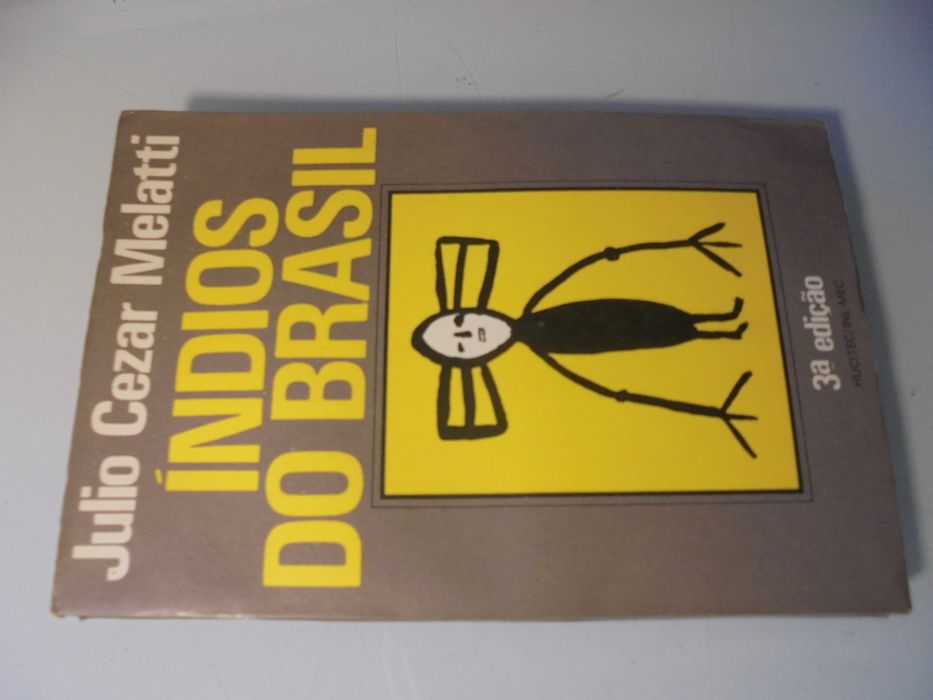 Julio Cezar Melatti
ÍNDIOS
DO BRASIL
3ª edição
HUCITEC/INL-MEC